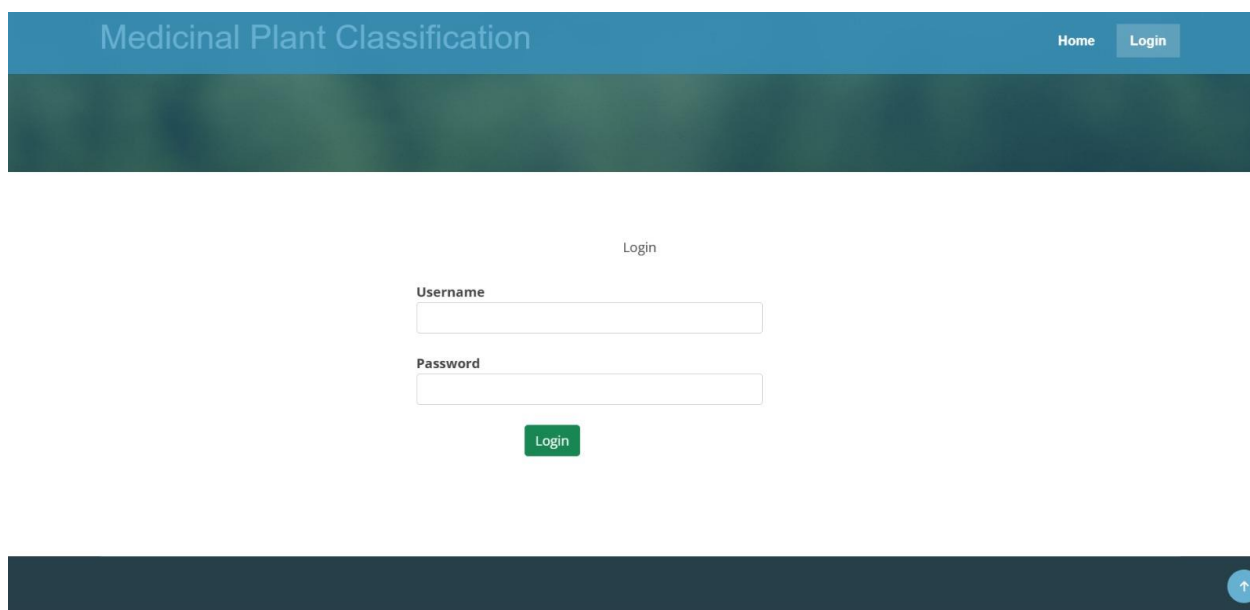 Medicinal Plant Classification
Home Login
Login
Username
Password
Login